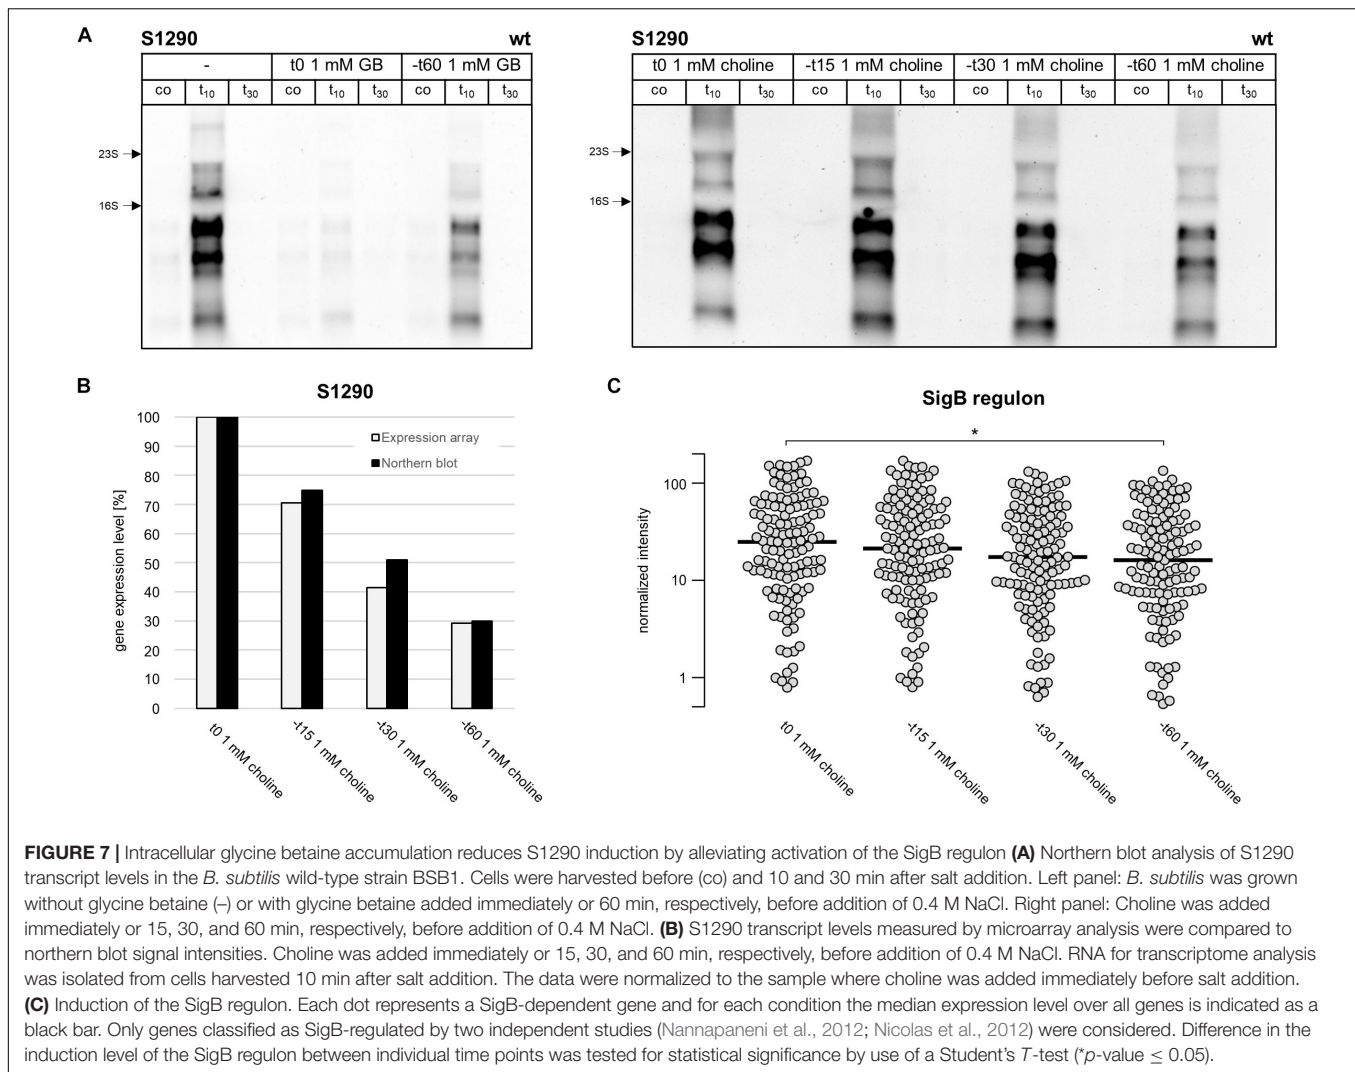 A
S1290 wt
- t0 1 mM GB -t60 1 mM GB
co t10 t30 co t10 t30 co t10 t30
23S
16S
S1290 wt
t0 1 mM choline -t15 1 mM choline -t30 1 mM choline -t60 1 mM choline
co t10 t30 co t10 t30 co t10 t30 co t10 t30
23S
16S
B
S1290
gene expression level [%]
100
90
80
70
60
50
40
30
20
10
0
Expression array
Northern blot
t0 1 mM choline
-t15 1 mM choline
-t30 1 mM choline
-t60 1 mM choline
C
SigB regulon
*
normalized intensity
100
10
1
t0 1 mM choline
-t15 1 mM choline
-t30 1 mM choline
-t60 1 mM choline
FIGURE 7 | Intracellular glycine betaine accumulation reduces S1290 induction by alleviating activation of the SigB regulon (A) Northern blot analysis of S1290
transcript levels in the B. subtilis wild-type strain BSB1. Cells were harvested before (co) and 10 and 30 min after salt addition. Left panel: B. subtilis was grown
without glycine betaine (–) or with glycine betaine added immediately or 60 min, respectively, before addition of 0.4 M NaCl. Right panel: Choline was added
immediately or 15, 30, and 60 min, respectively, before addition of 0.4 M NaCl. (B) S1290 transcript levels measured by microarray analysis were compared to
northern blot signal intensities. Choline was added immediately or 15, 30, and 60 min, respectively, before addition of 0.4 M NaCl. RNA for transcriptome analysis
was isolated from cells harvested 10 min after salt addition. The data were normalized to the sample where choline was added immediately before salt addition.
(C) Induction of the SigB regulon. Each dot represents a SigB-dependent gene and for each condition the median expression level over all genes is indicated as a
black bar. Only genes classified as SigB-regulated by two independent studies (Nannapaneni et al., 2012; Nicolas et al., 2012) were considered. Difference in the
induction level of the SigB regulon between individual time points was tested for statistical significance by use of a Student's T-test (*p-value ≤ 0.05).